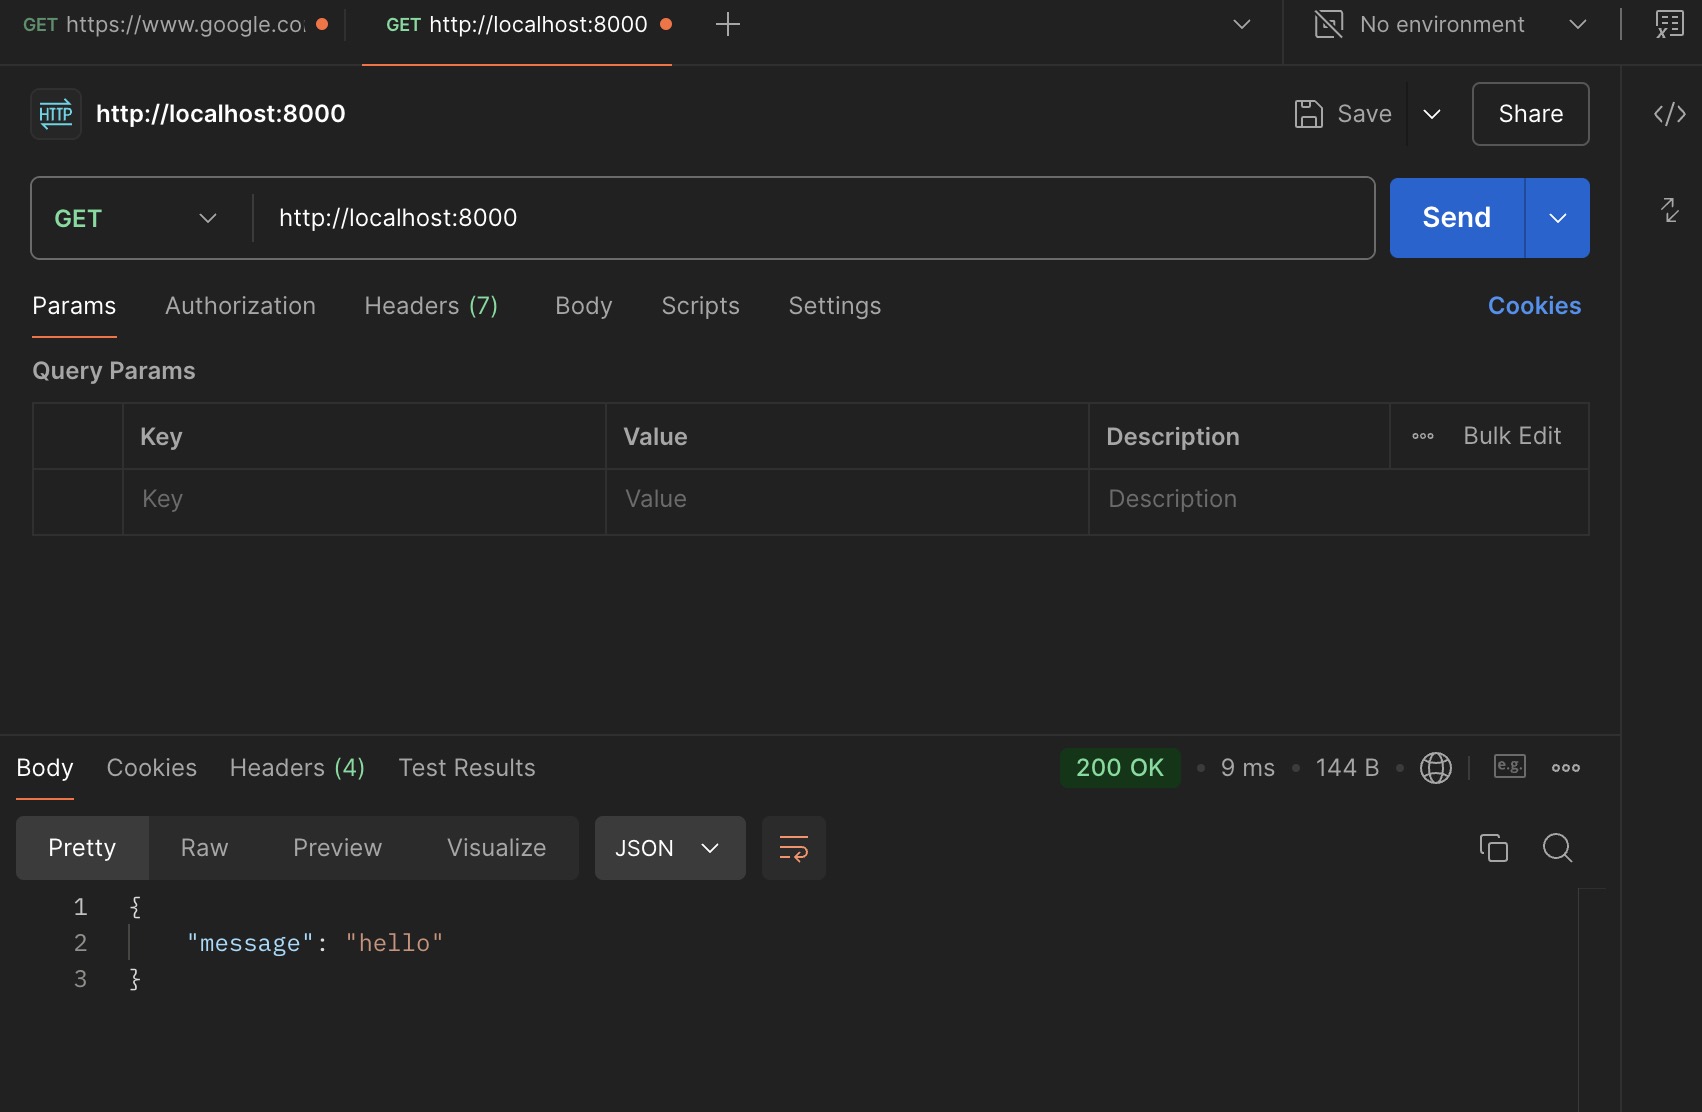 GET https://www.google.co
GET http://localhost:8000
No environment
HTTP http://localhost:8000
Save
Share
GET
http://localhost:8000
Send
Params
Authorization
Headers (7)
Body
Scripts
Settings
Cookies
Query Params
Key
Value
Description
Bulk Edit
Key
Value
Description
Body
Cookies
Headers (4)
Test Results
200 OK
9 ms
144 B
e.g.
Pretty
Raw
Preview
Visualize
JSON
1 {
2 "message": "hello"
3 }